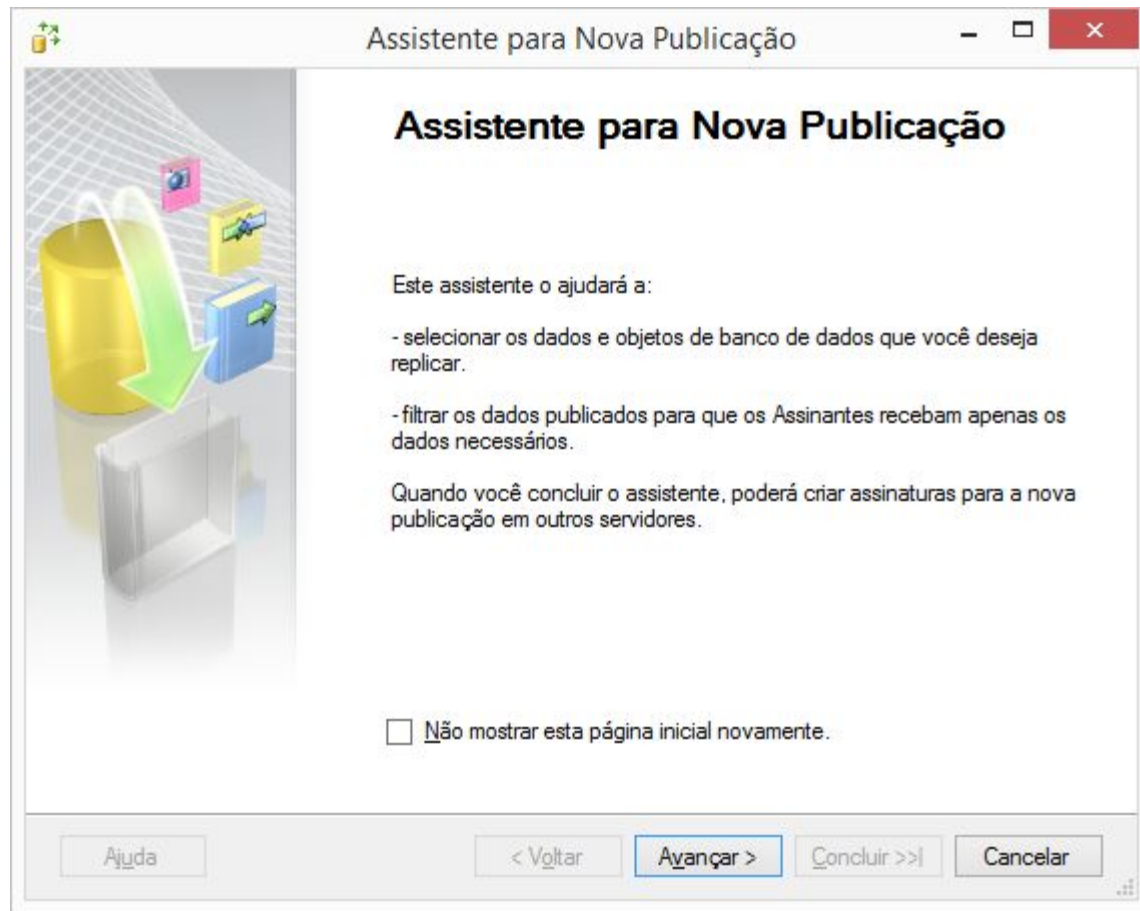 Assistente para Nova Publicação
Assistente para Nova Publicação
Este assistente o ajudará a:
- selecionar os dados e objetos de banco de dados que você deseja
replicar.
- filtrar os dados publicados para que os Assinantes recebam apenas os
dados necessários.
Quando você concluir o assistente, poderá criar assinaturas para a nova
publicação em outros servidores.
Não mostrar esta página inicial novamente.
Ajuda < Voltar Avançar > Concluir >>| Cancelar